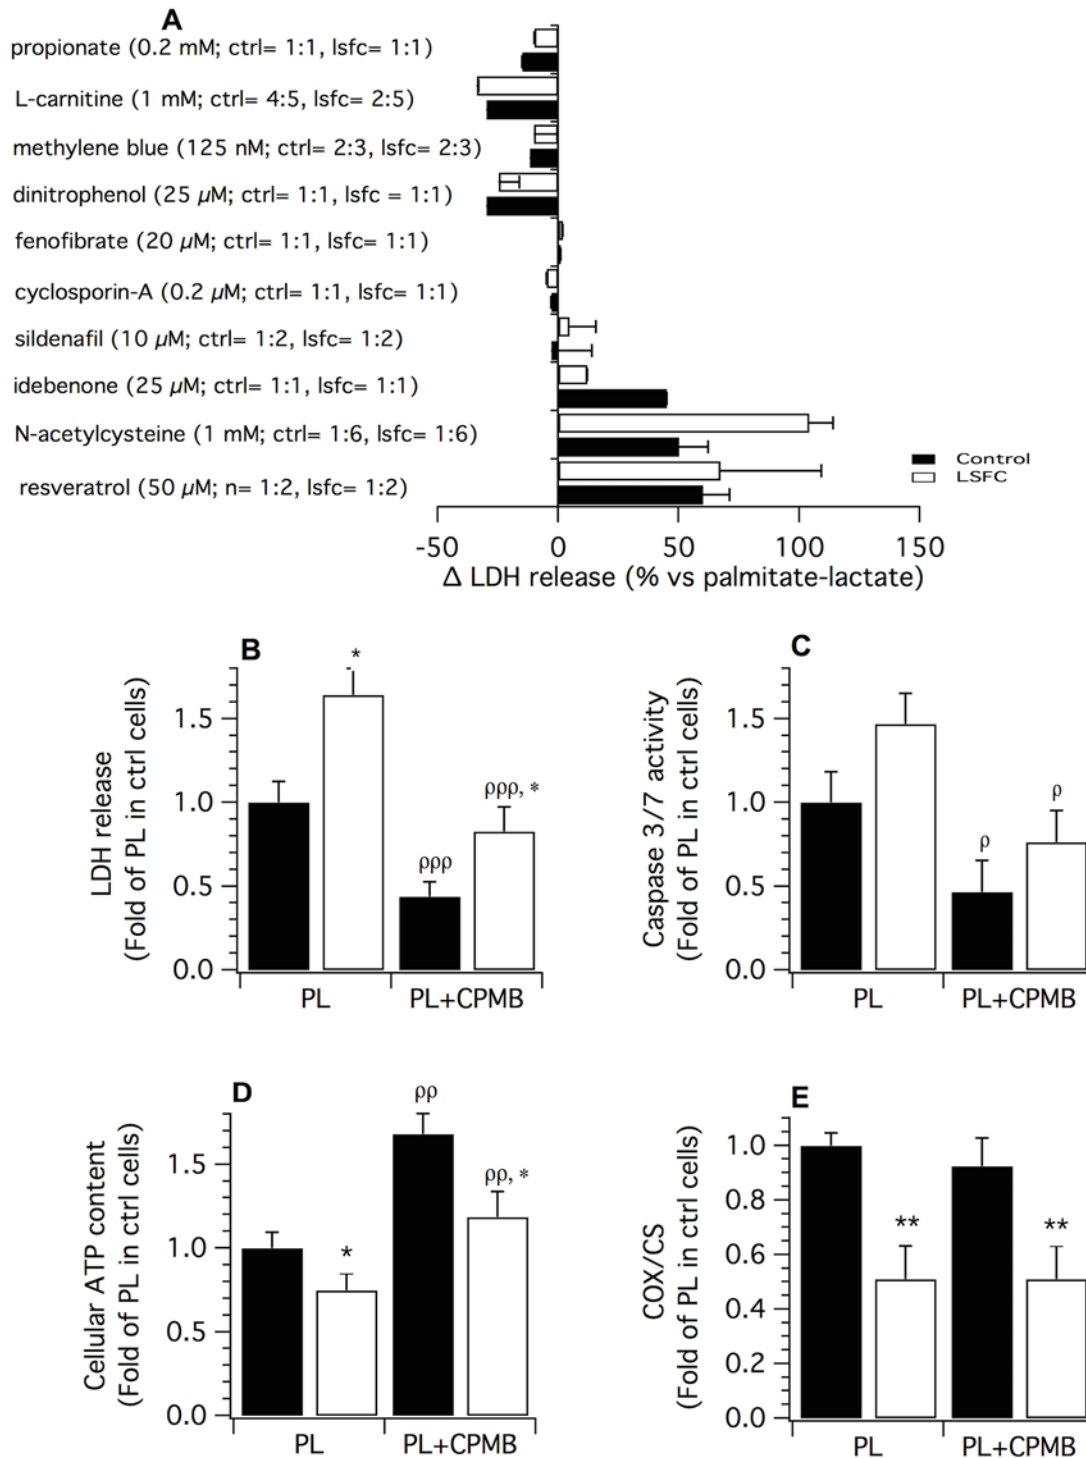 A
propionate (0.2 mM; ctrl= 1:1, lsfc= 1:1)
L-carnitine (1 mM; ctrl= 4:5, lsfc= 2:5)
methylene blue (125 nM; ctrl= 2:3, lsfc= 2:3)
dinitrophenol (25 µM; ctrl= 1:1, lsfc = 1:1)
fenofibrate (20 µM; ctrl= 1:1, lsfc= 1:1)
cyclosporin-A (0.2 µM; ctrl= 1:1, lsfc= 1:1)
sildenafil (10 µM; ctrl= 1:2, lsfc= 1:2)
idebenone (25 µM; ctrl= 1:1, lsfc= 1:1)
N-acetylcysteine (1 mM; ctrl= 1:6, lsfc= 1:6)
resveratrol (50 µM; n= 1:2, lsfc= 1:2)
Control
LSFC
-50 0 50 100 150
Δ LDH release (% vs palmitate-lactate)
B
LDH release
(Fold of PL in ctrl cells)
1.5
1.0
0.5
0.0
*
ρρρ
ρρρ, *
PL PL+CPMB
C
Caspase 3/7 activity
(Fold of PL in ctrl cells)
1.5
1.0
0.5
0.0
ρ
ρ
PL PL+CPMB
D
Cellular ATP content
(Fold of PL in ctrl cells)
1.5
1.0
0.5
0.0
*
ρρ
ρρ, *
PL PL+CPMB
E
COX/CS
(Fold of PL in ctrl cells)
1.0
0.8
0.6
0.4
0.2
0.0
**
**
PL PL+CPMB